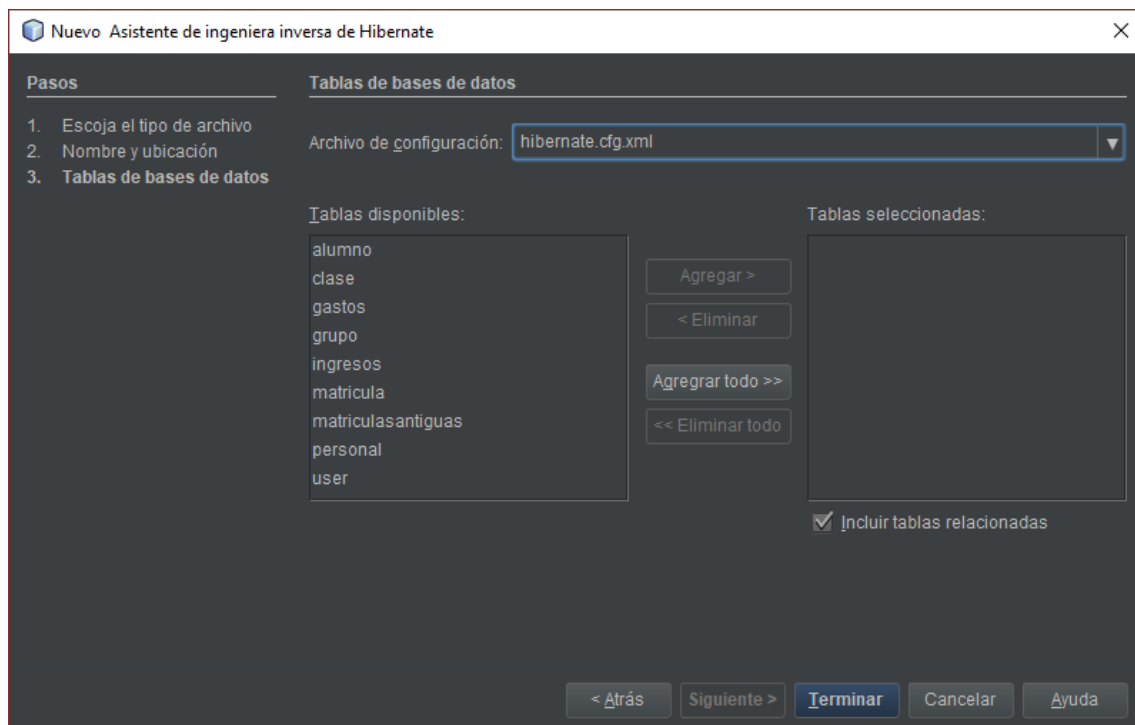 Nuevo Asistente de ingeniera inversa de Hibernate
Pasos
1. Escoja el tipo de archivo
2. Nombre y ubicación
3. Tablas de bases de datos
Tablas de bases de datos
Archivo de configuración: hibernate.cfg.xml
Tablas disponibles:
alumno
clase
gastos
grupo
ingresos
matricula
matriculasantiguas
personal
user
Agregar >
< Eliminar
Agregrar todo >>
<< Eliminar todo
Tablas seleccionadas:
Incluir tablas relacionadas
< Atrás Siguiente > Terminar Cancelar Ayuda